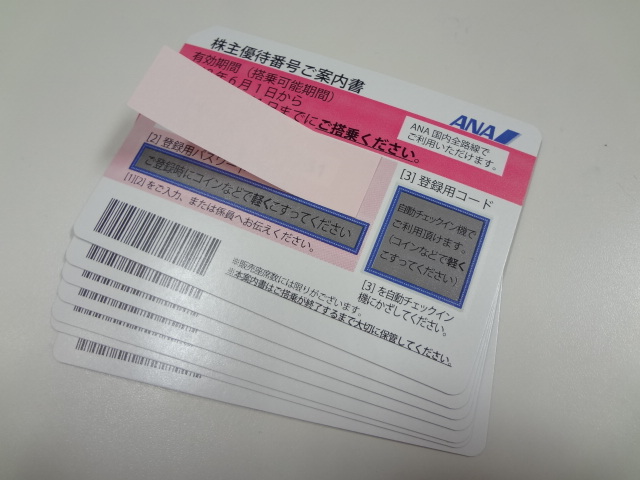 株主優待番号ご案内書
有効期間（搭乗可能期間）
年6月1日から
日までにご搭乗ください。
ANA
ANA国内全路線で
ご利用いただけます。
[2] 登録用パスワード
ご登録時にコインなどで軽くこすってください
[1][2]をご入力、または係員へお伝えください。
[3] 登録用コード
自動チェックイン機で
ご利用頂けます。
（コインなどで軽く
こすってください）
[3] を自動チェックイン
機にかざしてください。
※販売座席数には限りがございます。
※本案内書はご搭乗が終了するまで大切に保管してください。